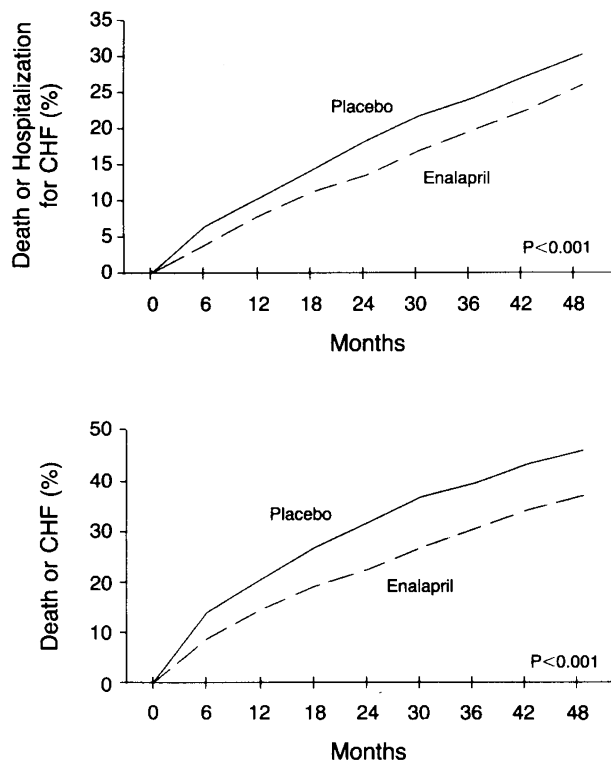 Death or Hospitalization
for CHF (%)
35
30
25
20
15
10
5
0
Placebo
Enalapril
P<0.001
0 6 12 18 24 30 36 42 48
Months
Death or CHF (%)
50
40
30
20
10
0
Placebo
Enalapril
P<0.001
0 6 12 18 24 30 36 42 48
Months